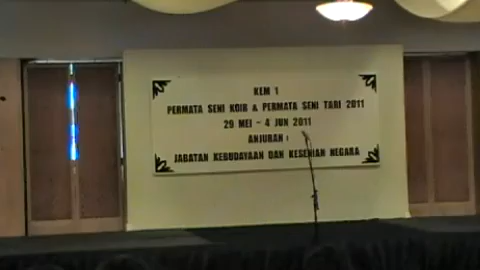 KEM 1
PERMATA SENI KOIR & PERMATA SENI TARI 2011
29 MEI - 4 JUN 2011
ANJURAN :
JABATAN KEBUDAYAAN DAN KESENIAN NEGARA